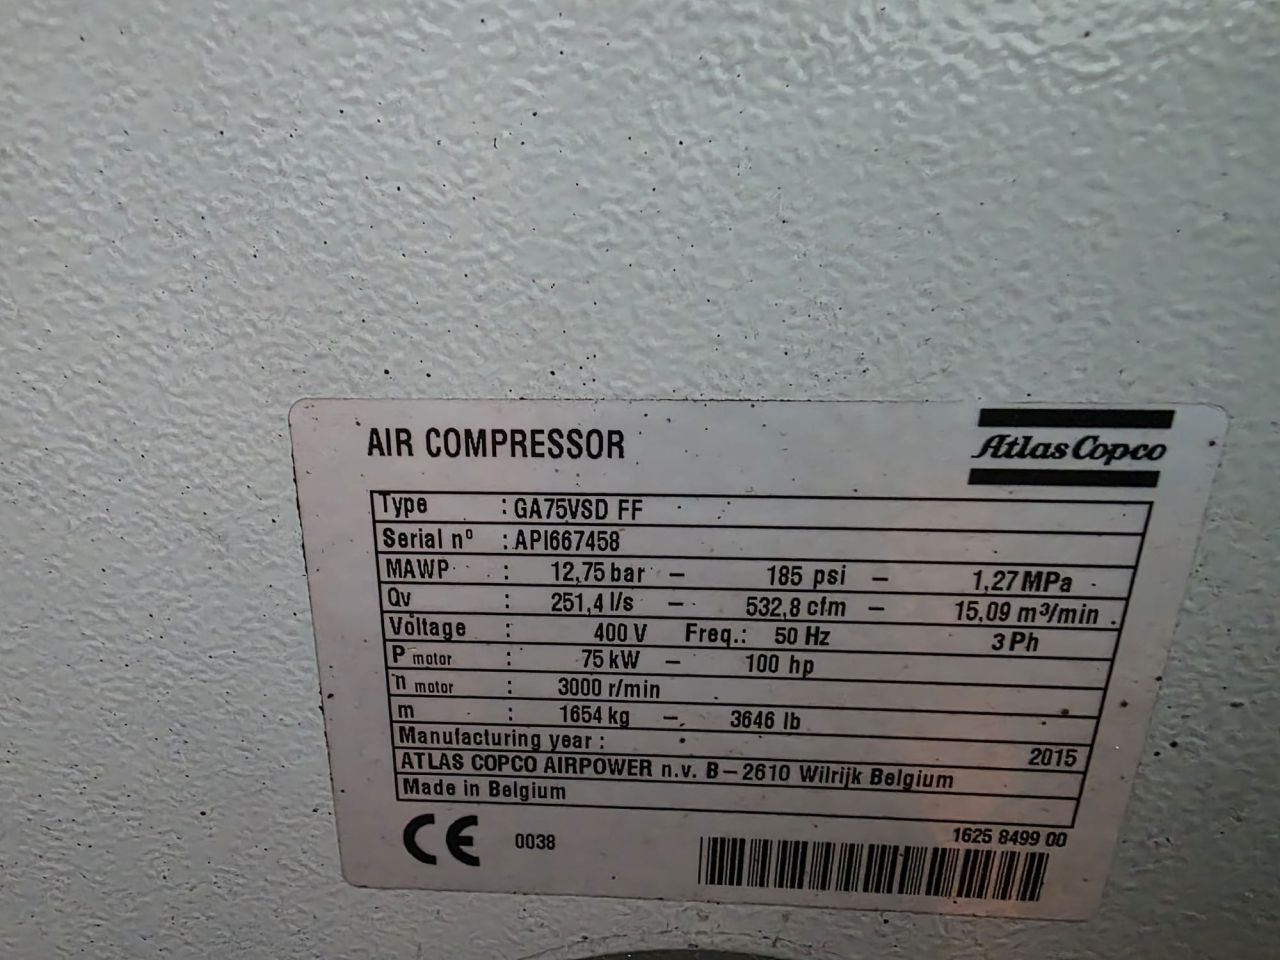 AIR COMPRESSOR
Atlas Copco
Type : GA75VSD FF
Serial nº : API667458
MAWP : 12,75 bar – 185 psi – 1,27 MPa
Qv : 251,4 l/s – 532,8 cfm – 15,09 m³/min
Voltage : 400 V Freq.: 50 Hz 3 Ph
P motor : 75 kW – 100 hp
n motor : 3000 r/min
m : 1654 kg – 3646 lb
Manufacturing year : 2015
ATLAS COPCO AIRPOWER n.v. B–2610 Wilrijk Belgium
Made in Belgium
CE 0038
1625 8499 00